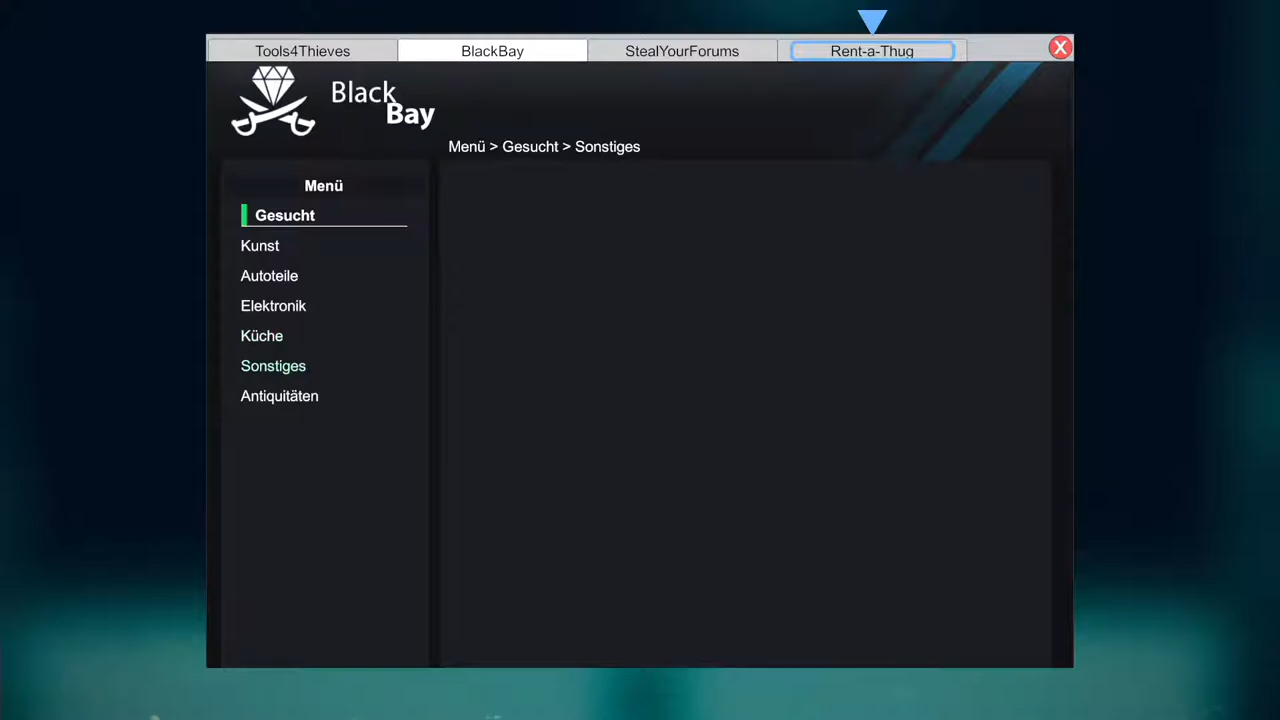 Tools4Thieves
BlackBay
StealYourForums
Rent-a-Thug
X
Black
Bay
Menü > Gesucht > Sonstiges
Menü
Gesucht
Kunst
Autoteile
Elektronik
Küche
Sonstiges
Antiquitäten